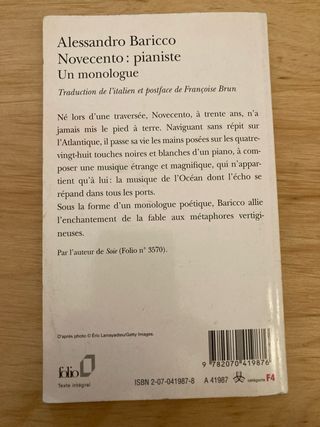 Alessandro Baricco
Novecento : pianiste
Un monologue
Traduction de l'italien et postface de Françoise Brun
Né lors d'une traversée, Novecento, à trente ans, n'a
jamais mis le pied à terre. Naviguant sans répit sur
l'Atlantique, il passe sa vie les mains posées sur les quatre-
vingt-huit touches noires et blanches d'un piano, à com-
poser une musique étrange et magnifique, qui n'appar-
tient qu'à lui : la musique de l'Océan dont l'écho se
répand dans tous les ports.
Sous la forme d'un monologue poétique, Baricco allie
l'enchantement de la fable aux métaphores vertigi-
neuses.
Par l'auteur de Soie (Folio n° 3570).
D'après photo © Éric Larrayadieu/Getty Images.
folio
Texte intégral
9 782070 419876
ISBN 2-07-041987-8
A 41987
catégorie F4